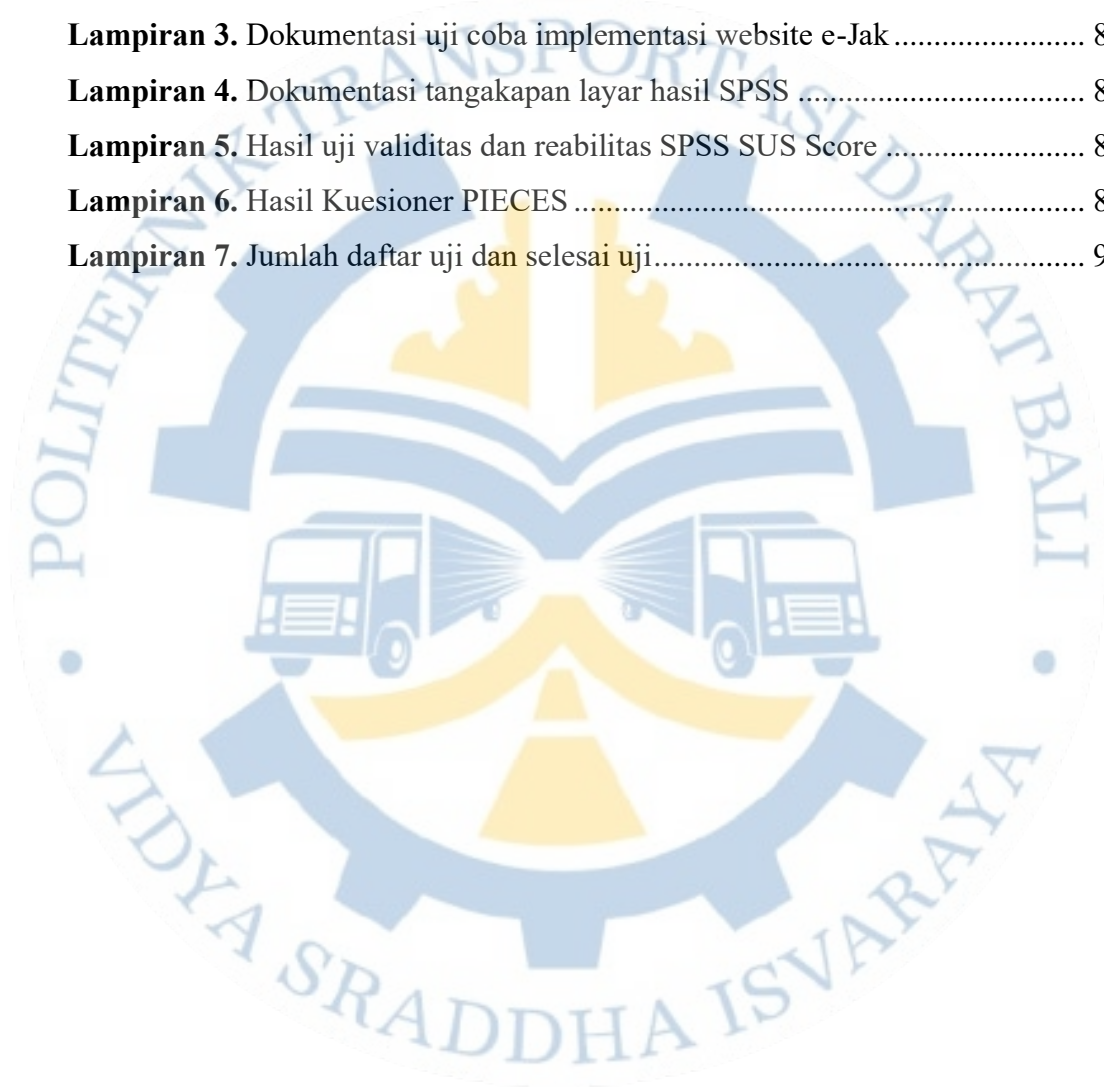 Lampiran 3. Dokumentasi uji coba implementasi website e-Jak ........................ 8
Lampiran 4. Dokumentasi tangakapan layar hasil SPSS .................................... 8
Lampiran 5. Hasil uji validitas dan reabilitas SPSS SUS Score ......................... 8
Lampiran 6. Hasil Kuesioner PIECES ................................................................ 8
Lampiran 7. Jumlah daftar uji dan selesai uji...................................................... 9
POLITEKNIK TRANSPORTASI DARAT BALI
VIDYA SRADDHA ISVARAYA